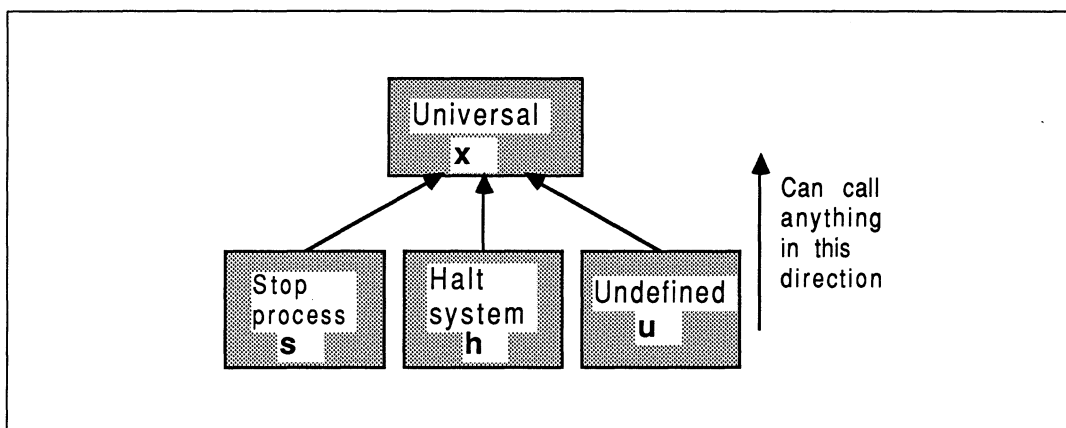 Universal
x
Stop
process
s
Halt
system
h
Undefined
u
Can call
anything
in this
direction